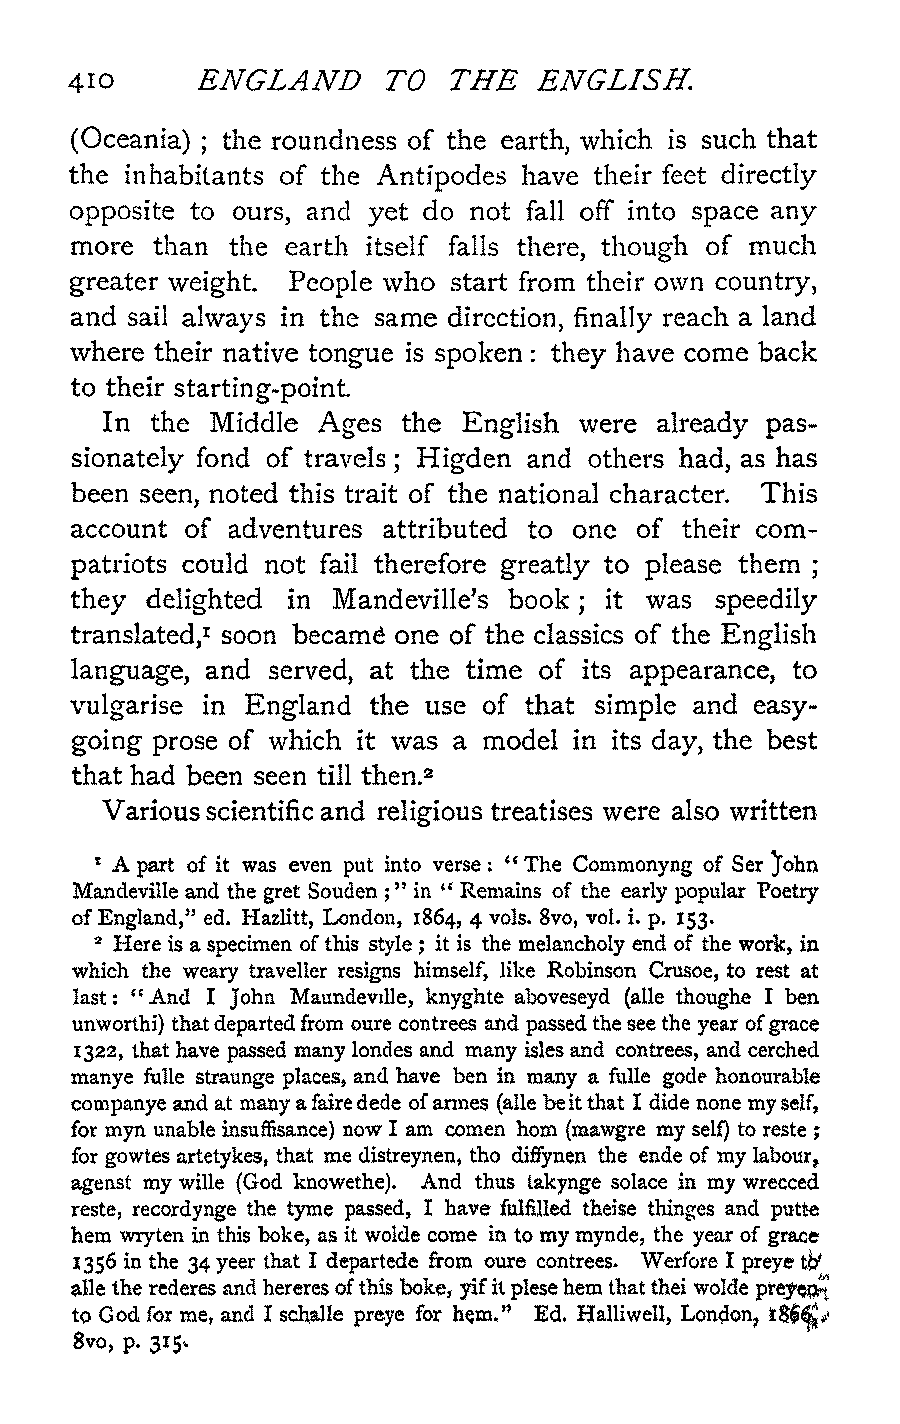 410 ENGLAND TO THE ENGLISH.
(Oceania) ; the roundness of the earth, which is such that
the inhabitants of the Antipodes have their feet directly
opposite to ours, and yet do not fall off into space any
more than the earth itself falls there, though of much
greater weight. People who start from their own country,
and sail always in the same direction, finally reach a land
where their native tongue is spoken : they have come back
to their starting-point.
In the Middle Ages the English were already pas-
sionately fond of travels ; Higden and others had, as has
been seen, noted this trait of the national character. This
account of adventures attributed to one of their com-
patriots could not fail therefore greatly to please them ;
they delighted in Mandeville's book ; it was speedily
translated,¹ soon became one of the classics of the English
language, and served, at the time of its appearance, to
vulgarise in England the use of that simple and easy-
going prose of which it was a model in its day, the best
that had been seen till then.²
Various scientific and religious treatises were also written
¹ A part of it was even put into verse : “ The Commonyng of Ser John
Mandeville and the gret Souden ;” in “ Remains of the early popular Poetry
of England,” ed. Hazlitt, London, 1864, 4 vols. 8vo, vol. i. p. 153.
² Here is a specimen of this style ; it is the melancholy end of the work, in
which the weary traveller resigns himself, like Robinson Crusoe, to rest at
last : “ And I John Maundeville, knyghte aboveseyd (alle thoughe I ben
unworthi) that departed from oure contrees and passed the see the year of grace
1322, that have passed many londes and many isles and contrees, and cerched
manye fulle straunge places, and have ben in many a fulle gode honourable
companye and at many a faire dede of armes (alle be it that I dide none my self,
for myn unable insuffisance) now I am comen hom (mawgre my self) to reste ;
for gowtes artetykes, that me distreynen, tho diffynen the ende of my labour,
agenst my wille (God knowethe). And thus takynge solace in my wrecced
reste, recordynge the tyme passed, I have fulfilled theise thinges and putte
hem wryten in this boke, as it wolde come in to my mynde, the year of grace
1356 in the 34 yeer that I departede from oure contrees. Werfore I preye to
alle the rederes and hereres of this boke, yif it plese hem that thei wolde preyen
to God for me, and I schalle preye for hem.” Ed. Halliwell, London,
8vo, p. 315.